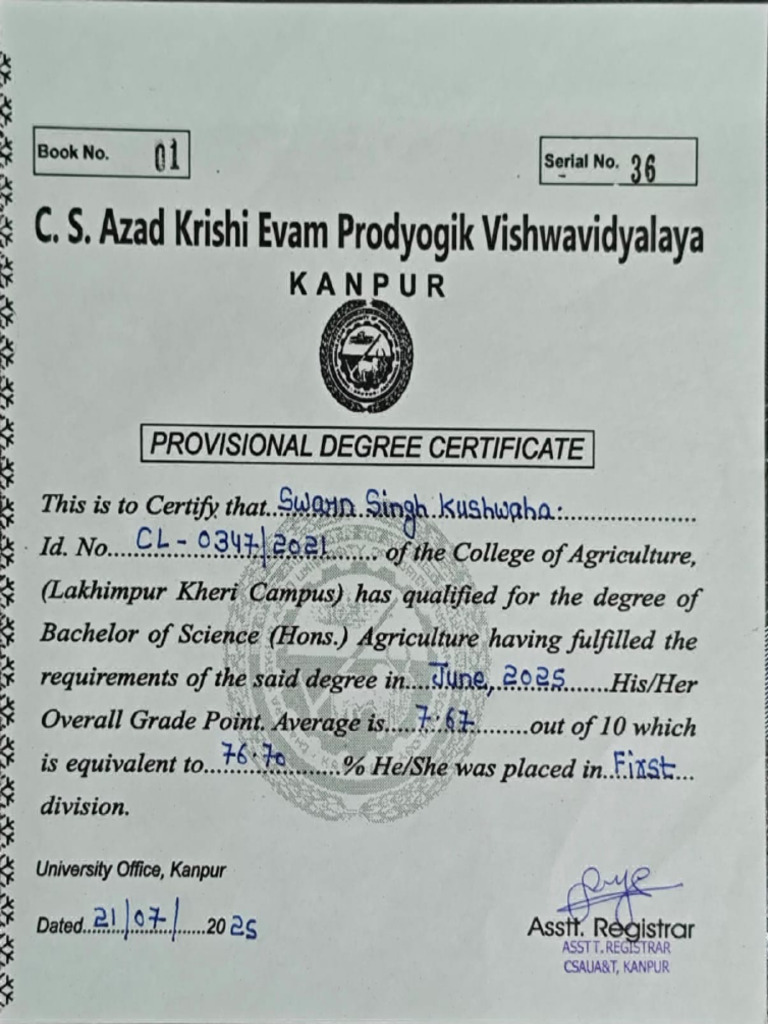 Book No. 01
Serial No. 36
C. S. Azad Krishi Evam Prodyogik Vishwavidyalaya
KANPUR
PROVISIONAL DEGREE CERTIFICATE
This is to Certify that..Swarn Singh Kushwaha:....................
Id. No....CL-0347/2021........ of the College of Agriculture,
(Lakhimpur Kheri Campus) has qualified for the degree of
Bachelor of Science (Hons.) Agriculture having fulfilled the
requirements of the said degree in....June, 2025......His/Her
Overall Grade Point. Average is....7.67.........out of 10 which
is equivalent to...76.70.........% He/She was placed in..First...
division.
University Office, Kanpur
Dated..21/07/......2025
Asstt. Registrar
ASSTT. REGISTRAR
CSAUA&T, KANPUR